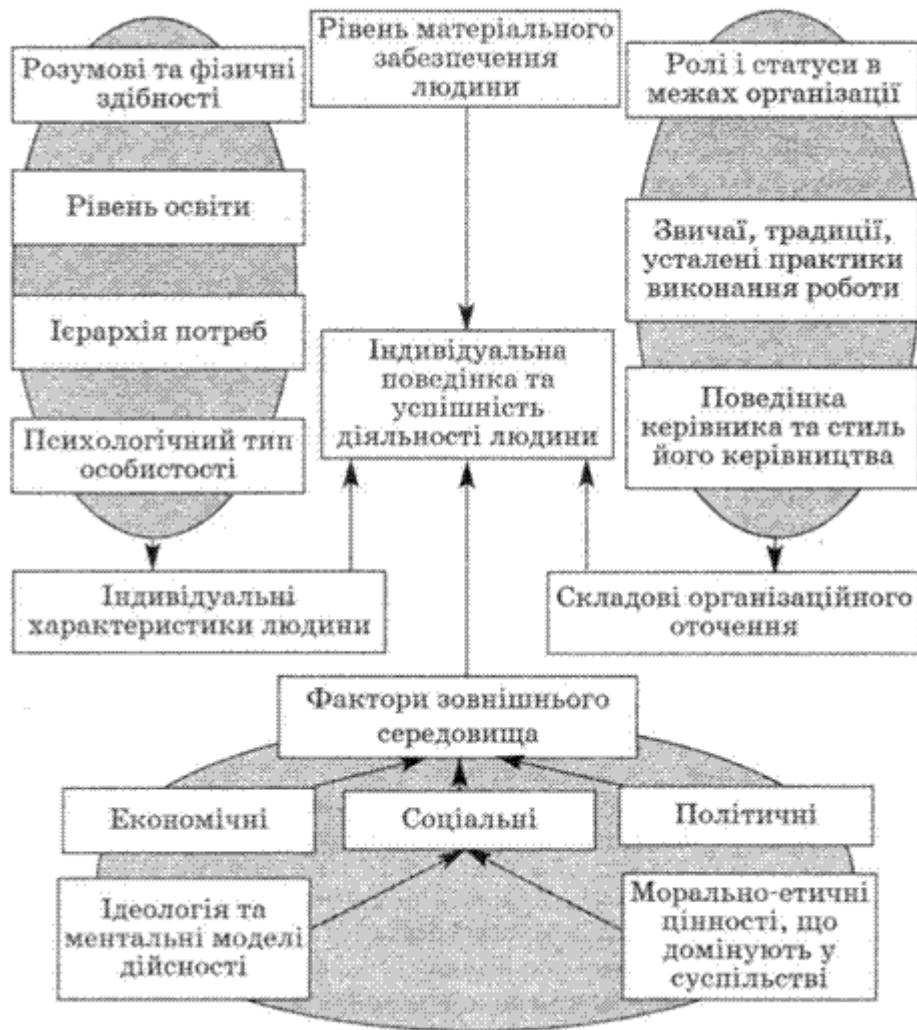 Розумові та фізичні
здібності
Рівень освіти
Ієрархія потреб
Психологічний тип
особистості
Індивідуальні
характеристики людини
Рівень матеріального
забезпечення
людини
Індивідуальна
поведінка та
успішність
діяльності людини
Ролі і статуси в
межах організації
Звичаї, традиції,
усталені практики
виконання роботи
Поведінка
керівника та стиль
його керівництва
Складові організаційного
оточення
Фактори зовнішнього
середовища
Економічні
Соціальні
Політичні
Ідеологія та
ментальні моделі
дійсності
Морально-етичні
цінності, що
домінують у
суспільстві